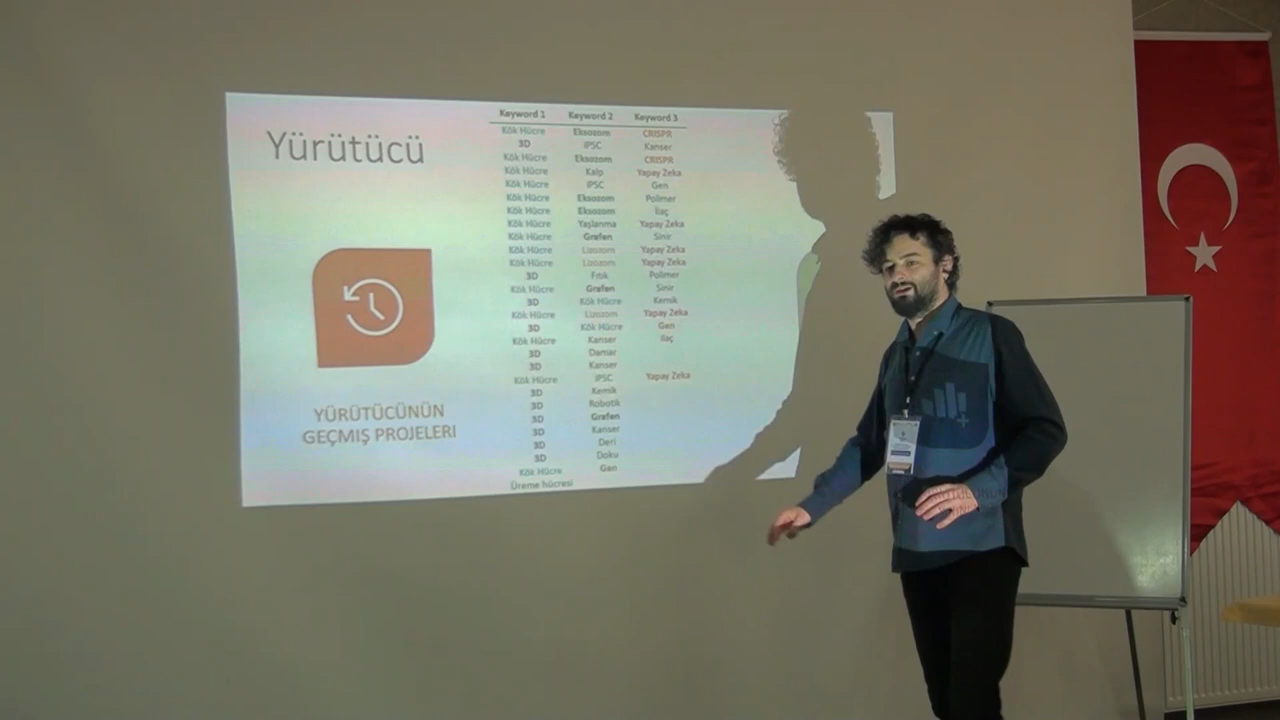 Yürütücü
YÜRÜTÜCÜNÜN
GEÇMİŞ PROJELERİ
Keyword 1 Keyword 2 Keyword 3
Kök Hücre Eksozom CRISPR
3D iPSC Kanser
Kök Hücre Eksozom CRISPR
Kök Hücre Kalp Yapay Zeka
Kök Hücre iPSC Gen
Kök Hücre Eksozom Polimer
Kök Hücre Eksozom İlaç
Kök Hücre Yaşlanma Yapay Zeka
Kök Hücre Grafen Sinir
Kök Hücre Lizozom Yapay Zeka
Kök Hücre Lizozom Yapay Zeka
3D Fıtık Polimer
Kök Hücre Grafen Sinir
3D Kök Hücre Kemik
Kök Hücre Lizozom Yapay Zeka
3D Kök Hücre Gen
Kök Hücre Kanser ilaç
3D Damar
3D Kanser
Kök Hücre iPSC Yapay Zeka
3D Kemik
3D Robotik
3D Grafen
3D Kanser
3D Deri
3D Doku
Kök Hücre Gen
Üreme hücresi